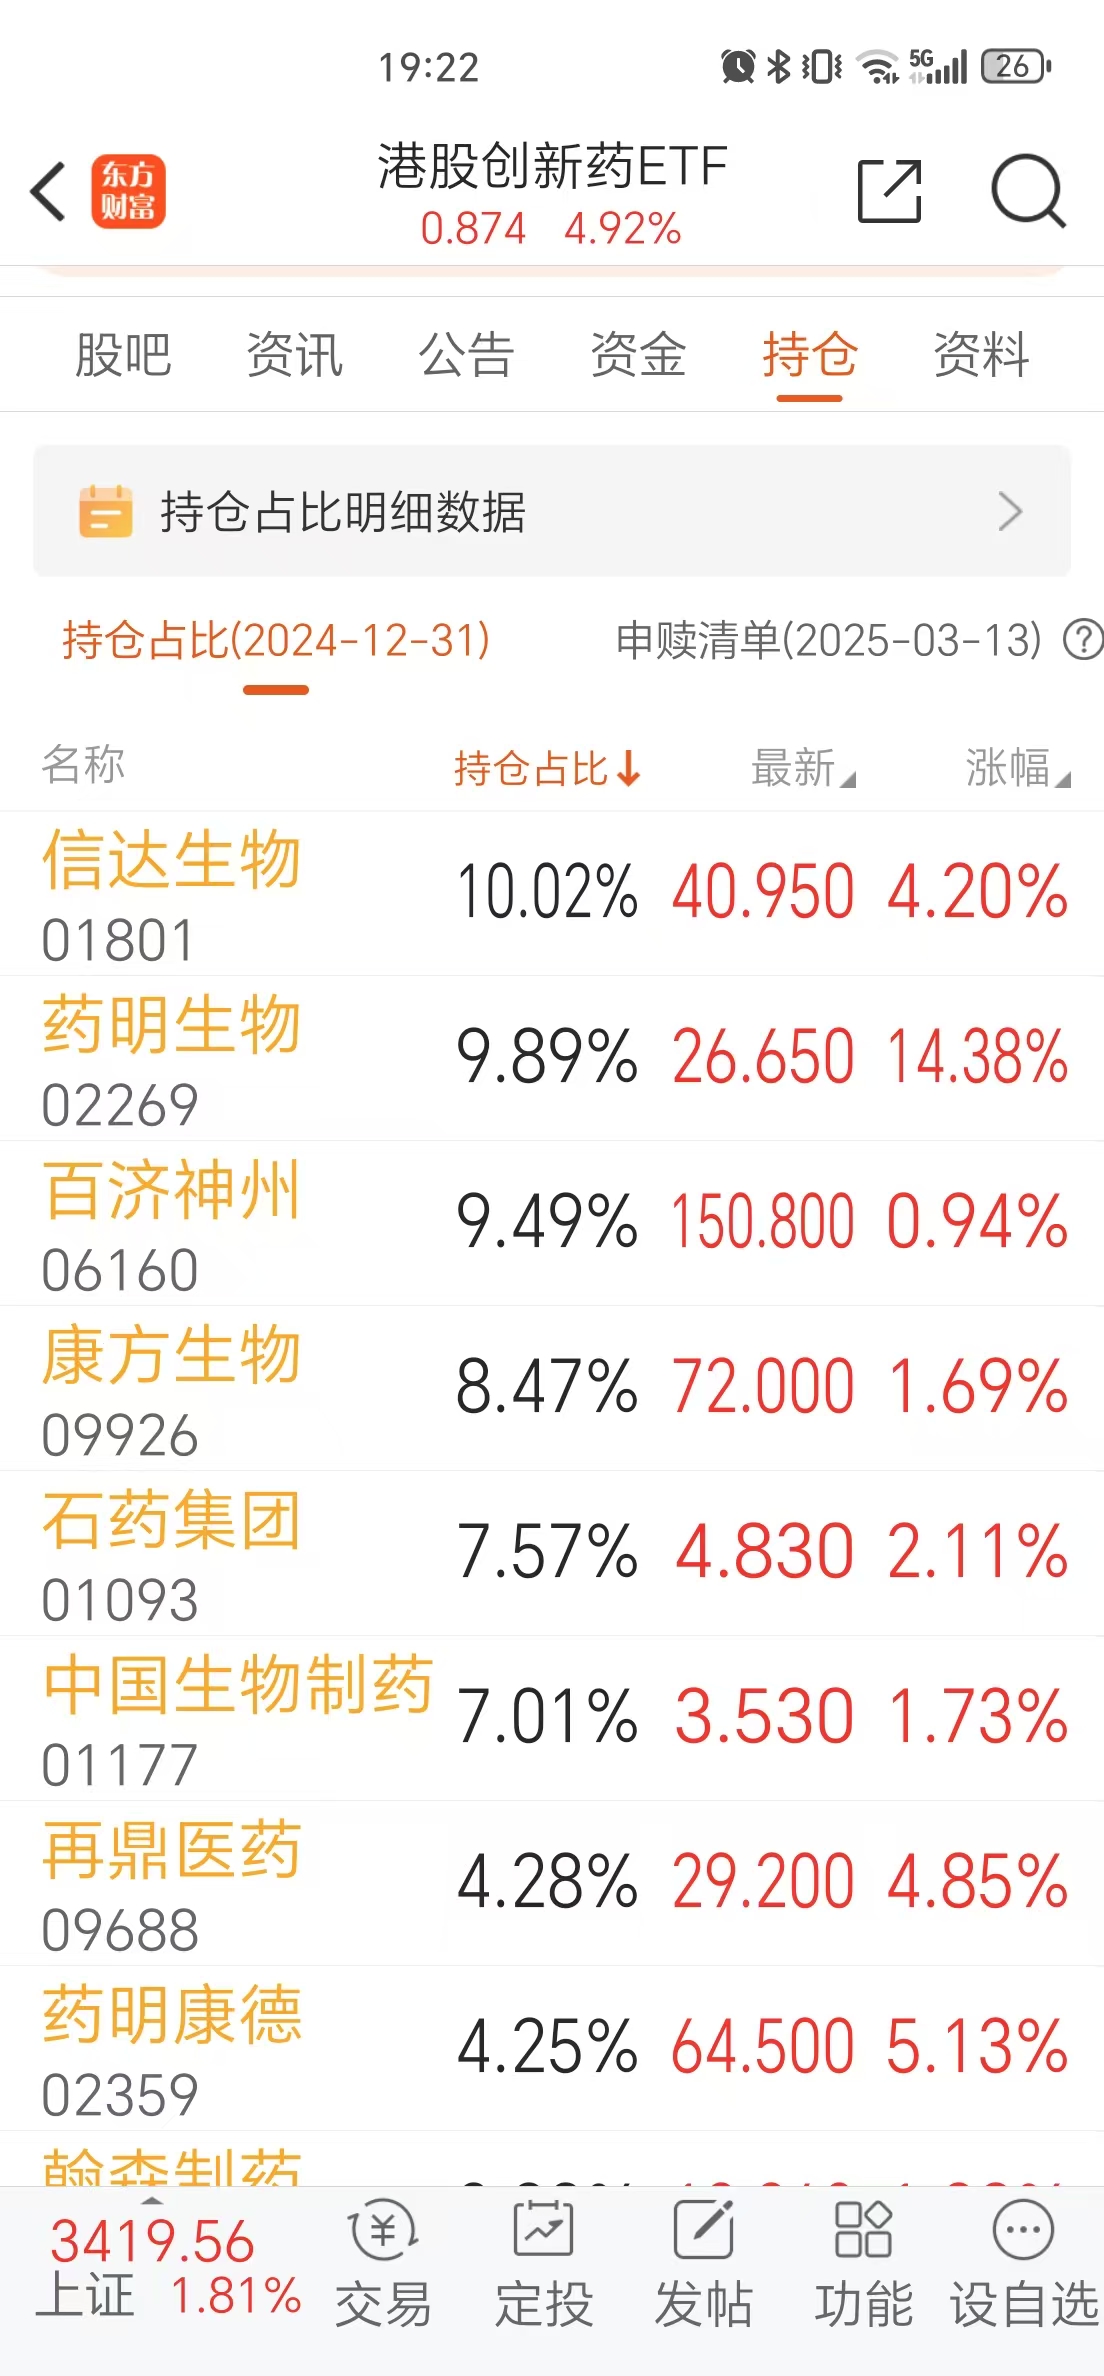 19:22
5G 26
东方
财富
港股创新药ETF
0.874 4.92%
股吧 资讯 公告 资金 持仓 资料
持仓占比明细数据
持仓占比(2024-12-31) 申赎清单(2025-03-13) ?
名称 持仓占比↓ 最新 涨幅
信达生物
10.02% 40.950 4.20%
01801
药明生物
9.89% 26.650 14.38%
02269
百济神州
9.49% 150.800 0.94%
06160
康方生物
8.47% 72.000 1.69%
09926
石药集团
7.57% 4.830 2.11%
01093
中国生物制药
7.01% 3.530 1.73%
01177
再鼎医药
4.28% 29.200 4.85%
09688
药明康德
4.25% 64.500 5.13%
02359
翰森制药
3419.56
上证 1.81%
交易 定投 发帖 功能 设自选